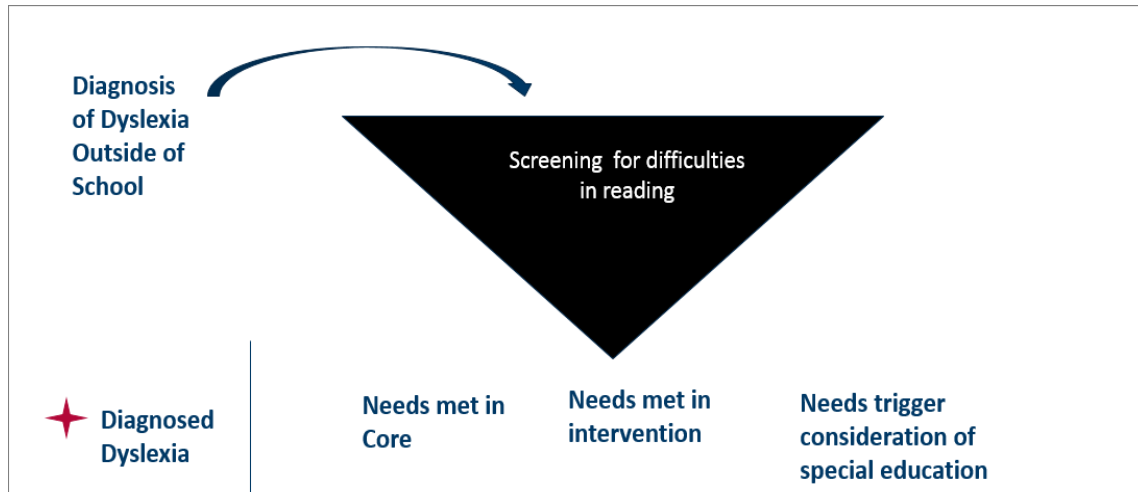 Diagnosis
of Dyslexia
Outside of
School
Screening for difficulties
in reading
Diagnosed
Dyslexia
Needs met in
Core
Needs met in
intervention
Needs trigger
consideration of
special education